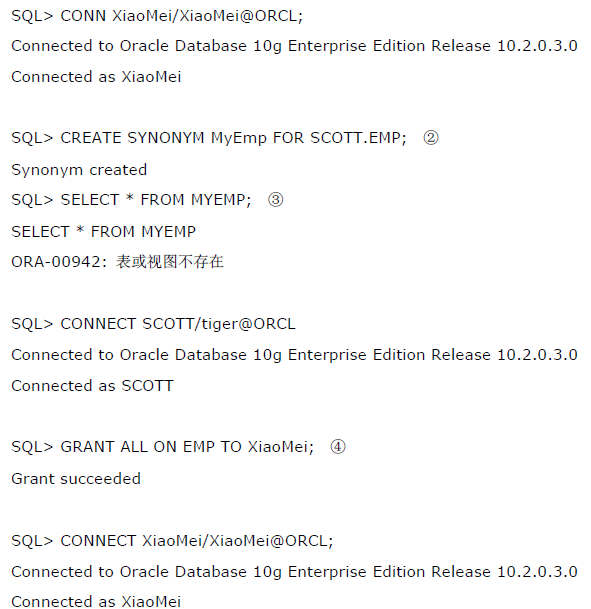 SQL> CONN XiaoMei/XiaoMei@ORCL;
Connected to Oracle Database 10g Enterprise Edition Release 10.2.0.3.0
Connected as XiaoMei
SQL> CREATE SYNONYM MyEmp FOR SCOTT.EMP; ②
Synonym created
SQL> SELECT * FROM MYEMP; ③
SELECT * FROM MYEMP
ORA-00942: 表或视图不存在
SQL> CONNECT SCOTT/tiger@ORCL
Connected to Oracle Database 10g Enterprise Edition Release 10.2.0.3.0
Connected as SCOTT
SQL> GRANT ALL ON EMP TO XiaoMei; ④
Grant succeeded
SQL> CONNECT XiaoMei/XiaoMei@ORCL;
Connected to Oracle Database 10g Enterprise Edition Release 10.2.0.3.0
Connected as XiaoMei